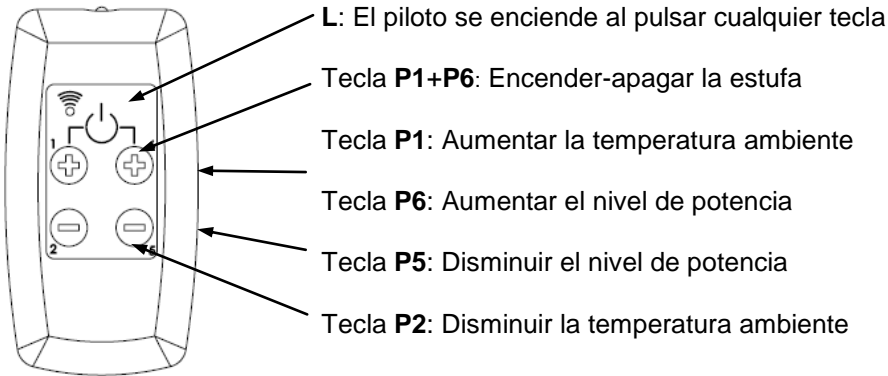 L: El piloto se enciende al pulsar cualquier tecla
Tecla P1+P6: Encender-apagar la estufa
1
Tecla P1: Aumentar la temperatura ambiente
Tecla P6: Aumentar el nivel de potencia
2
Tecla P5: Disminuir el nivel de potencia
Tecla P2: Disminuir la temperatura ambiente